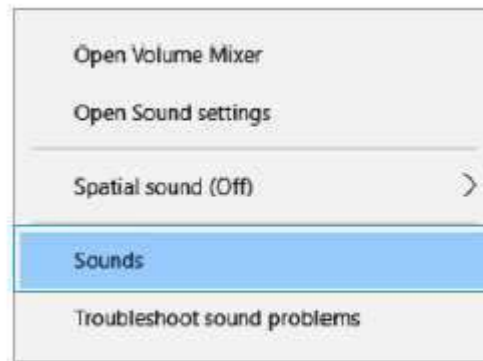 Open Volume Mixer
Open Sound settings
Spatial sound (Off)
Sounds
Troubleshoot sound problems